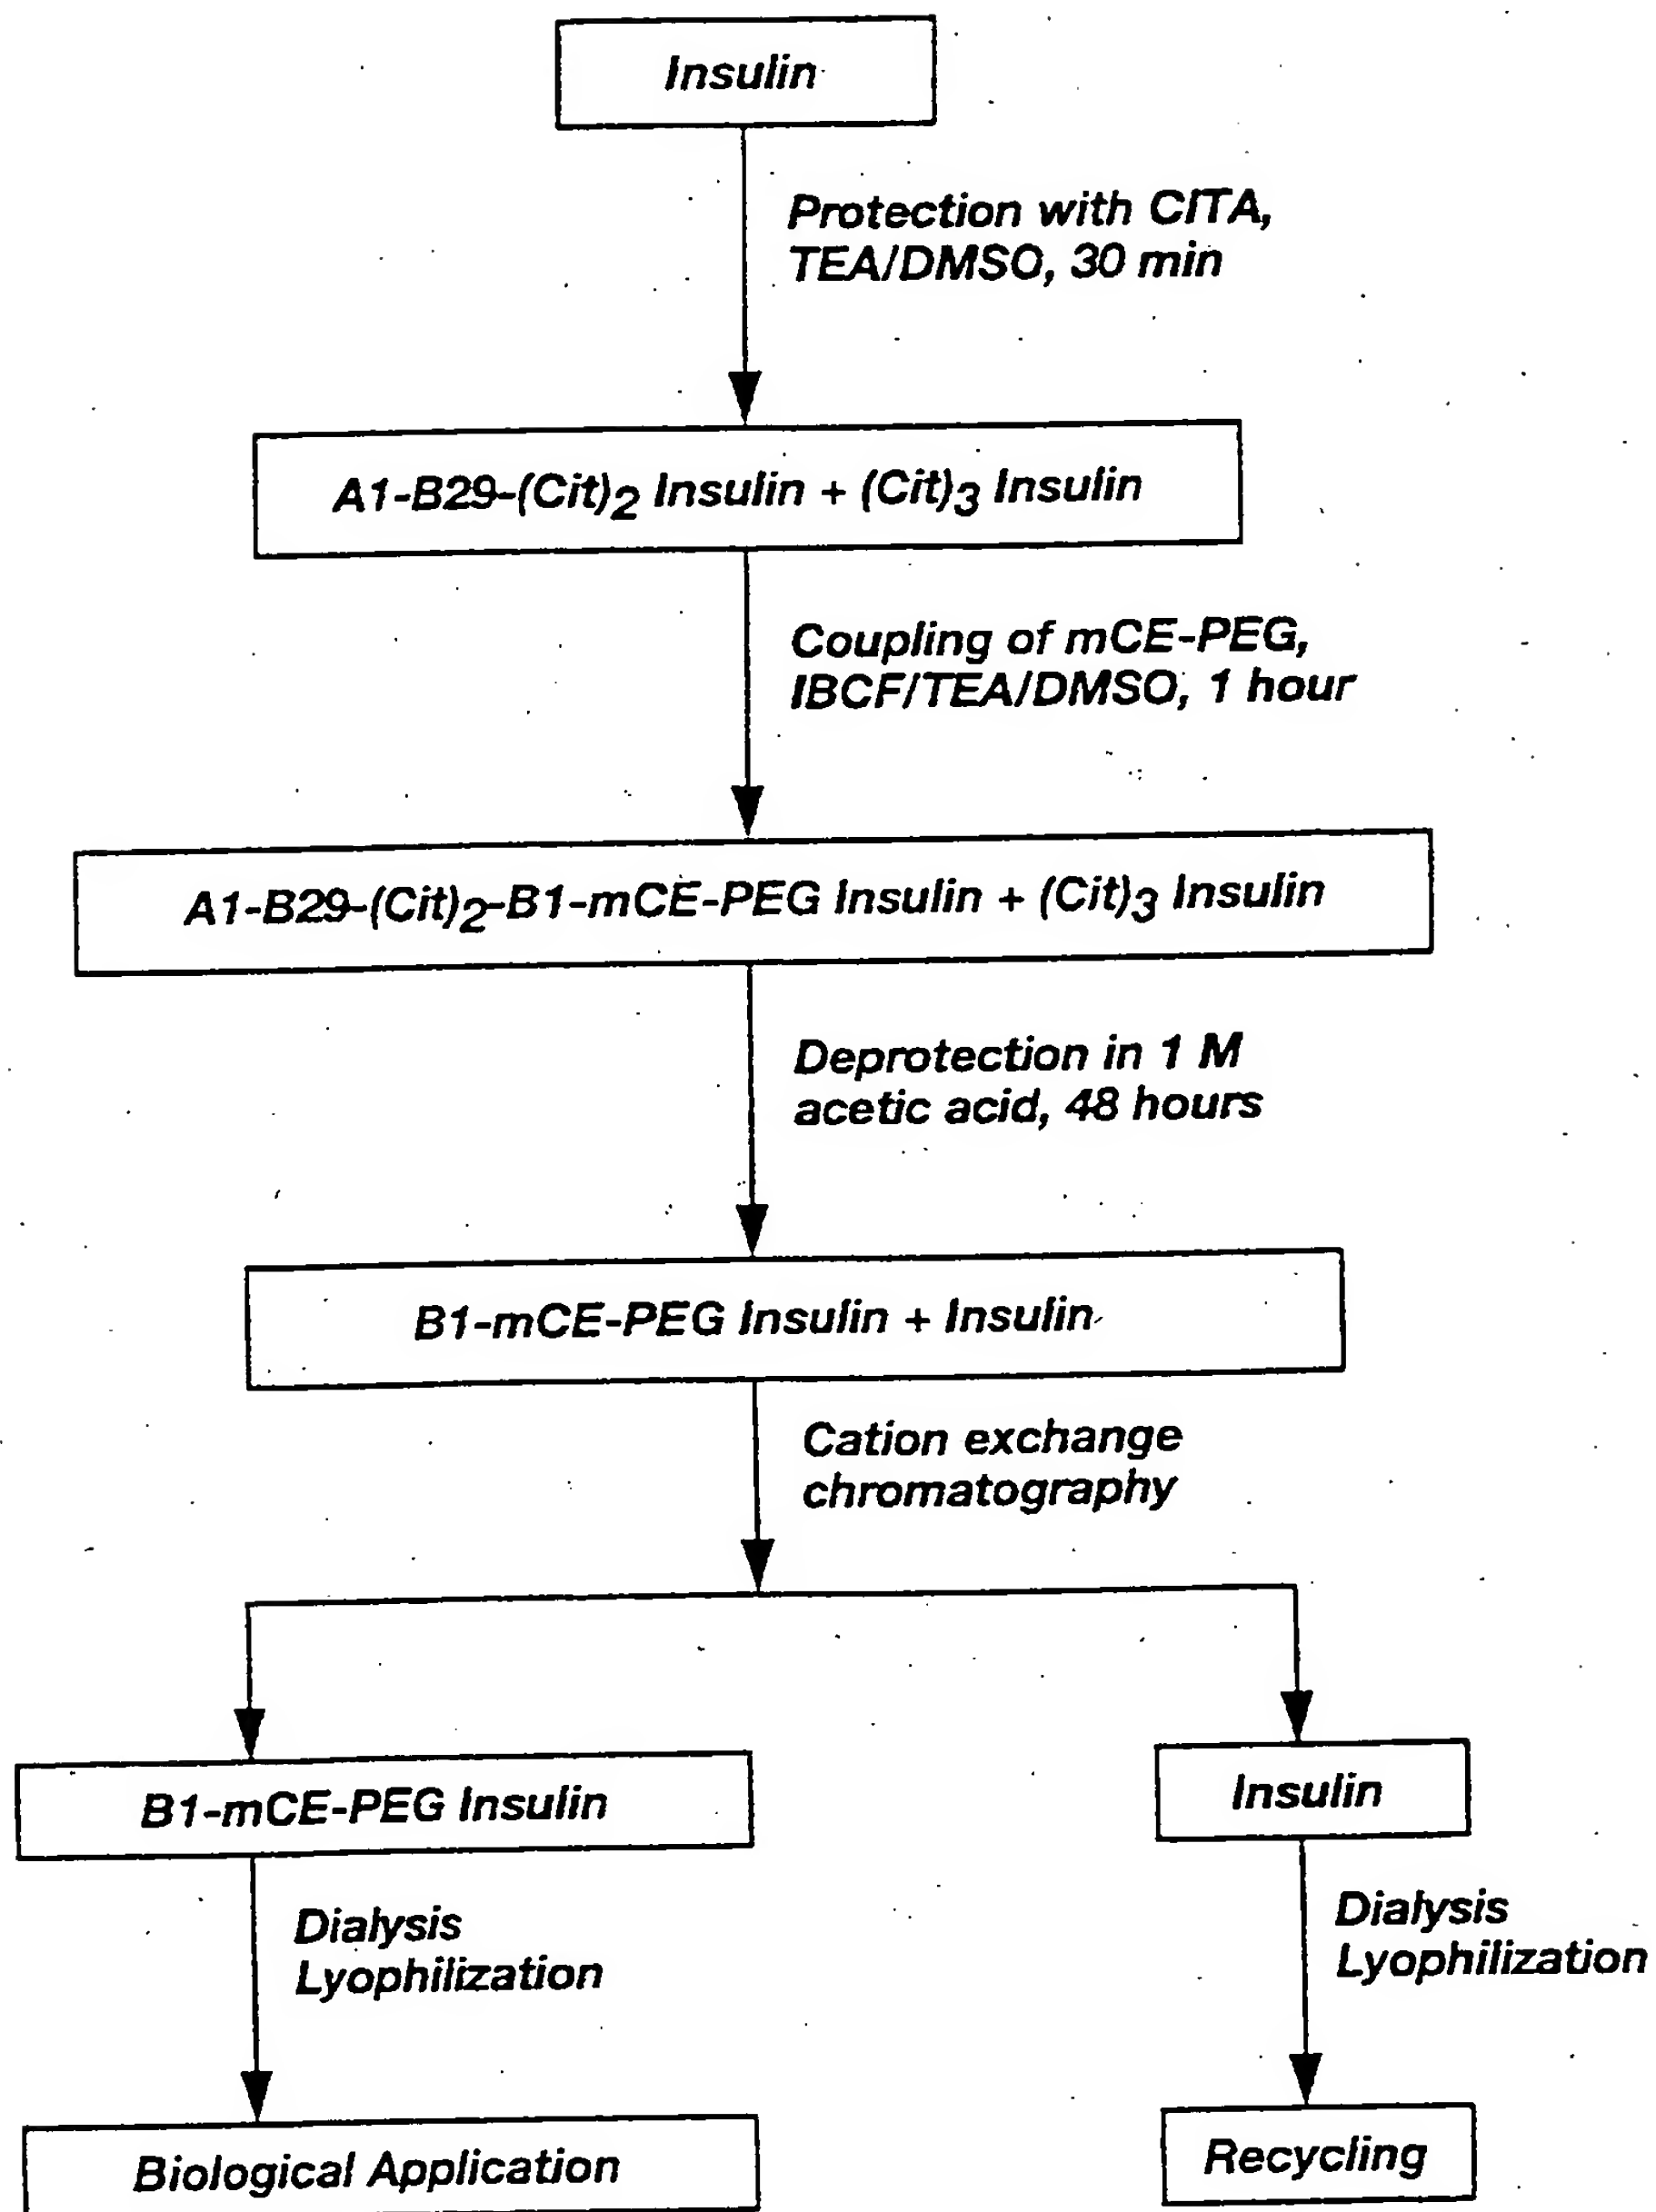 Insulin
Protection with CITA,
TEA/DMSO, 30 min
A1-B29-(Cit)2 Insulin + (Cit)3 Insulin
Coupling of mCE-PEG,
IBCF/TEA/DMSO, 1 hour
A1-B29-(Cit)2-B1-mCE-PEG Insulin + (Cit)3 Insulin
Deprotection in 1 M
acetic acid, 48 hours
B1-mCE-PEG Insulin + Insulin
Cation exchange
chromatography
B1-mCE-PEG Insulin
Insulin
Dialysis
Lyophilization
Dialysis
Lyophilization
Biological Application
Recycling